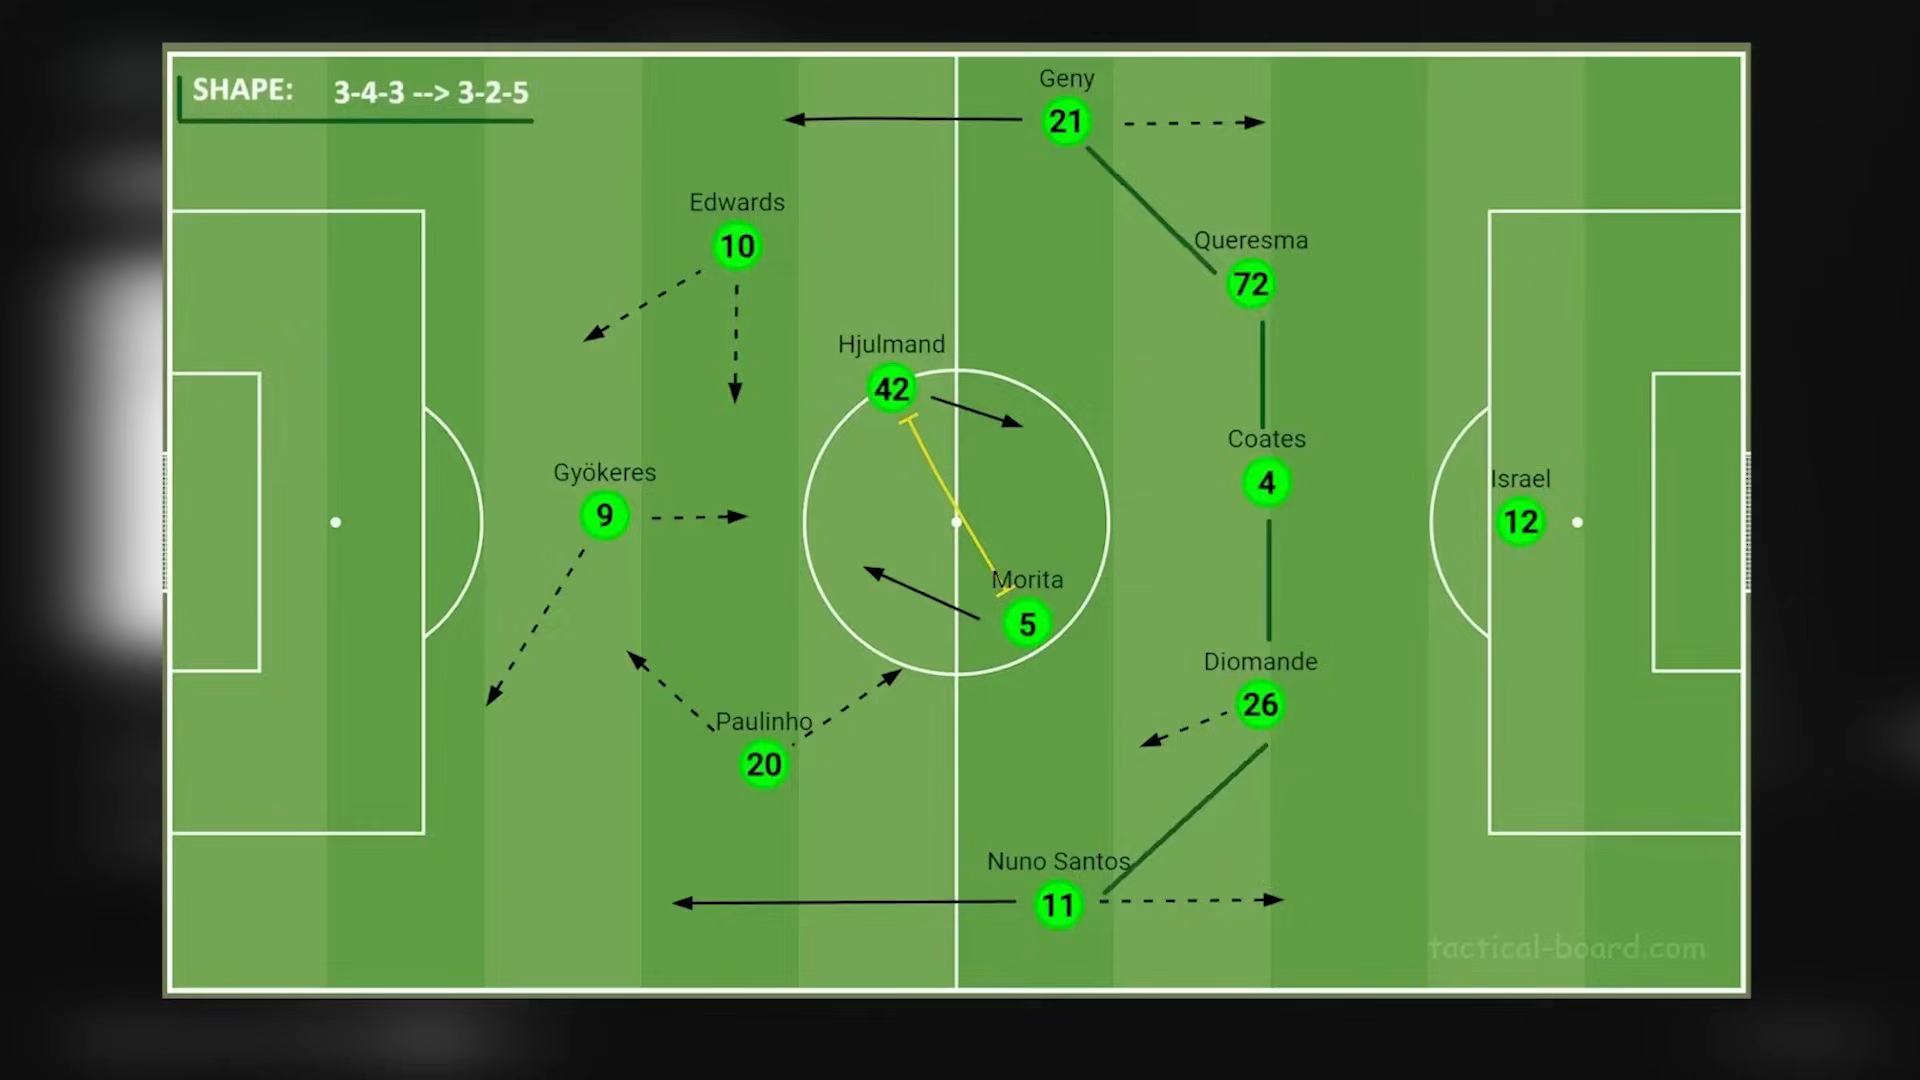 SHAPE: 3-4-3 --> 3-2-5
Geny
21
Edwards
10
Queresma
72
Hjulmand
42
Coates
4
Gyökeres
9
Israel
12
Morita
5
Diomande
26
Paulinho
20
Nuno Santos
11
tactical-board.com